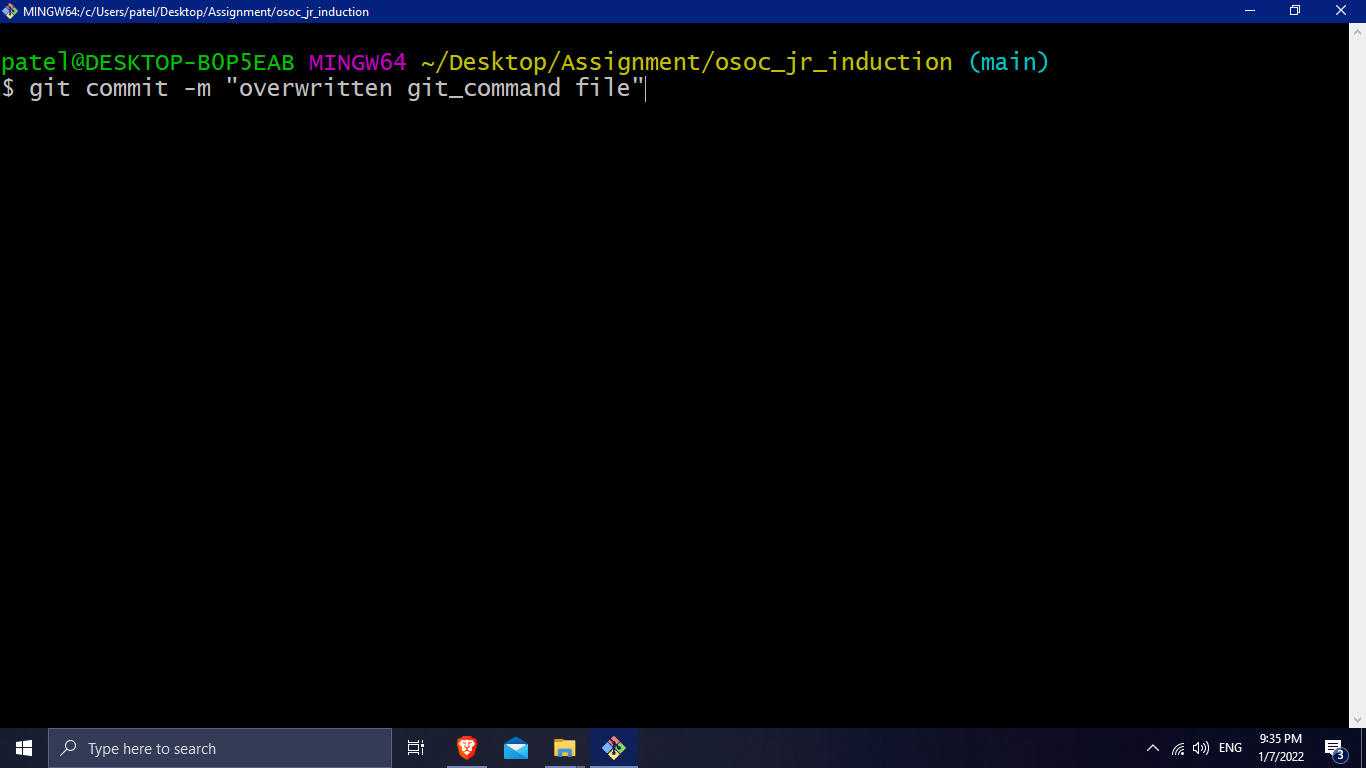 MINGW64:/c/Users/patel/Desktop/Assignment/osoc_jr_induction
patel@DESKTOP-B0P5EAB MINGW64 ~/Desktop/Assignment/osoc_jr_induction (main)
$ git commit -m "overwritten git_command file"
Type here to search
ENG
9:35 PM
1/7/2022
3